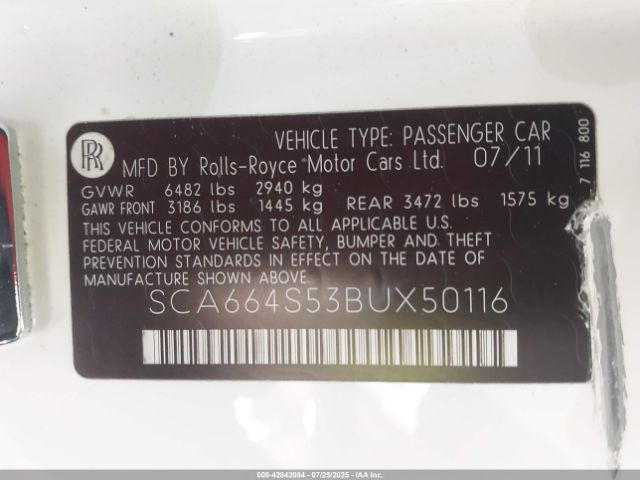 RR
VEHICLE TYPE: PASSENGER CAR
MFD BY Rolls-Royce Motor Cars Ltd. 07/11
GVWR 6482 lbs 2940 kg
GAWR FRONT 3186 lbs 1445 kg REAR 3472 lbs 1575 kg
THIS VEHICLE CONFORMS TO ALL APPLICABLE U.S.
FEDERAL MOTOR VEHICLE SAFETY, BUMPER AND THEFT
PREVENTION STANDARDS IN EFFECT ON THE DATE OF
MANUFACTURE SHOWN ABOVE.
SCA664S53BUX50116
7 116 800
000-42842084 | 07/29/2025 | IAAI.COM